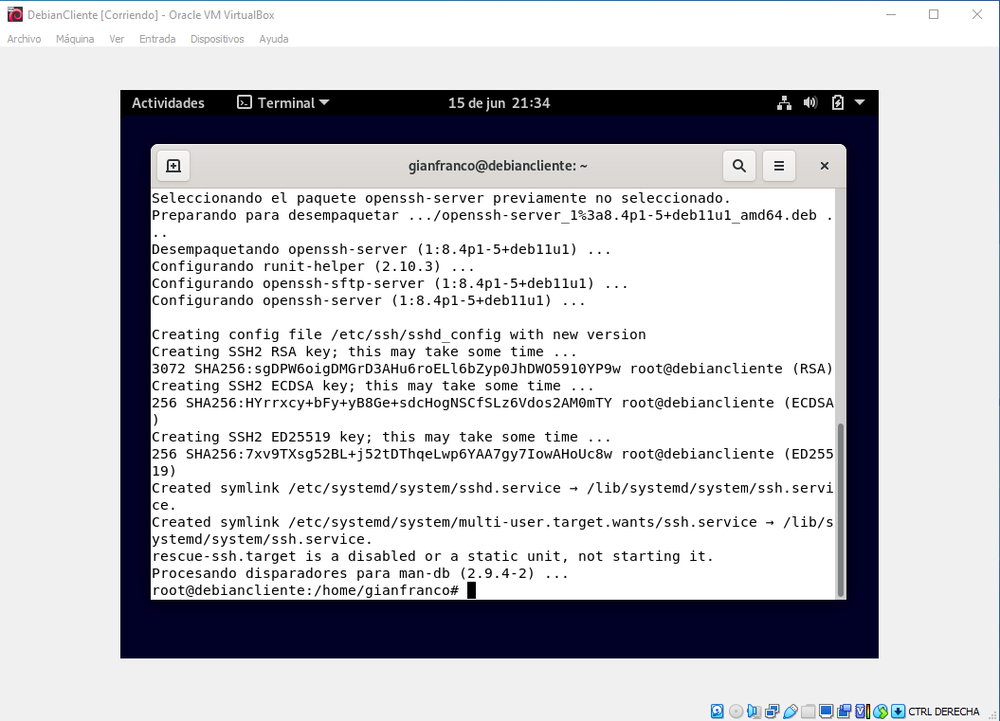 DebianCliente [Corriendo] - Oracle VM VirtualBox
Archivo Máquina Ver Entrada Dispositivos Ayuda
Actividades Terminal 15 de jun 21:34
gianfranco@debiancliente: ~
Seleccionando el paquete openssh-server previamente no seleccionado.
Preparando para desempaquetar .../openssh-server_1%3a8.4p1-5+deb11u1_amd64.deb .
..
Desempaquetando openssh-server (1:8.4p1-5+deb11u1) ...
Configurando runit-helper (2.10.3) ...
Configurando openssh-sftp-server (1:8.4p1-5+deb11u1) ...
Configurando openssh-server (1:8.4p1-5+deb11u1) ...
Creating config file /etc/ssh/sshd_config with new version
Creating SSH2 RSA key; this may take some time ...
3072 SHA256:sgDPW6oigDMGrD3AHu6roELl6bZyp0JhDWO5910YP9w root@debiancliente (RSA)
Creating SSH2 ECDSA key; this may take some time ...
256 SHA256:HYrrxcy+bFy+yB8Ge+sdcHogNSCfSLz6Vdos2AM0mTY root@debiancliente (ECDSA
)
Creating SSH2 ED25519 key; this may take some time ...
256 SHA256:7xv9TXsg52BL+j52tDThqeLwp6YAA7gy7IowAHoUc8w root@debiancliente (ED255
19)
Created symlink /etc/systemd/system/sshd.service → /lib/systemd/system/ssh.servi
ce.
Created symlink /etc/systemd/system/multi-user.target.wants/ssh.service → /lib/s
ystemd/system/ssh.service.
rescue-ssh.target is a disabled or a static unit, not starting it.
Procesando disparadores para man-db (2.9.4-2) ...
root@debiancliente:/home/gianfranco#
CTRL DERECHA